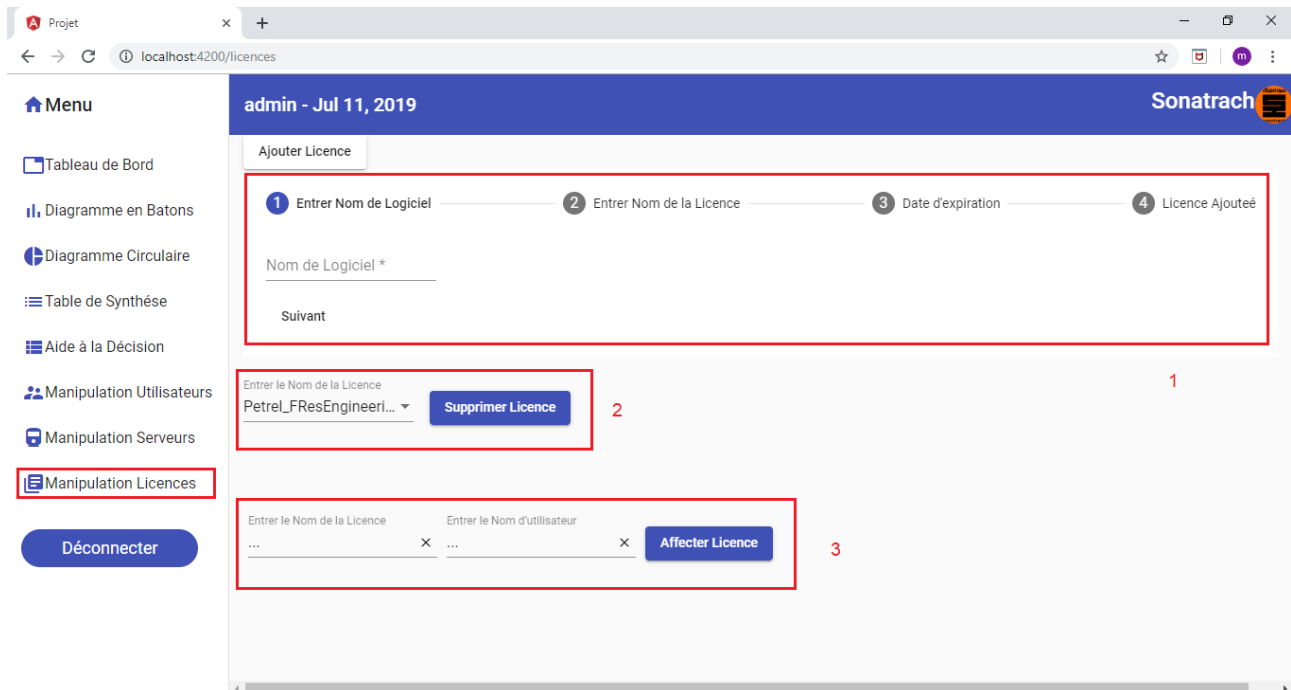 Projet
localhost:4200/licences
m
Menu
admin - Jul 11, 2019
Sonatrach
Tableau de Bord
Diagramme en Batons
Diagramme Circulaire
Table de Synthése
Aide à la Décision
Manipulation Utilisateurs
Manipulation Serveurs
Manipulation Licences
Déconnecter
Ajouter Licence
1 Entrer Nom de Logiciel
2 Entrer Nom de la Licence
3 Date d'expiration
4 Licence Ajouteé
Nom de Logiciel *
Suivant
1
Entrer le Nom de la Licence
Petrel_FResEngineeri...
Supprimer Licence
2
Entrer le Nom de la Licence
...
Entrer le Nom d'utilisateur
...
Affecter Licence
3